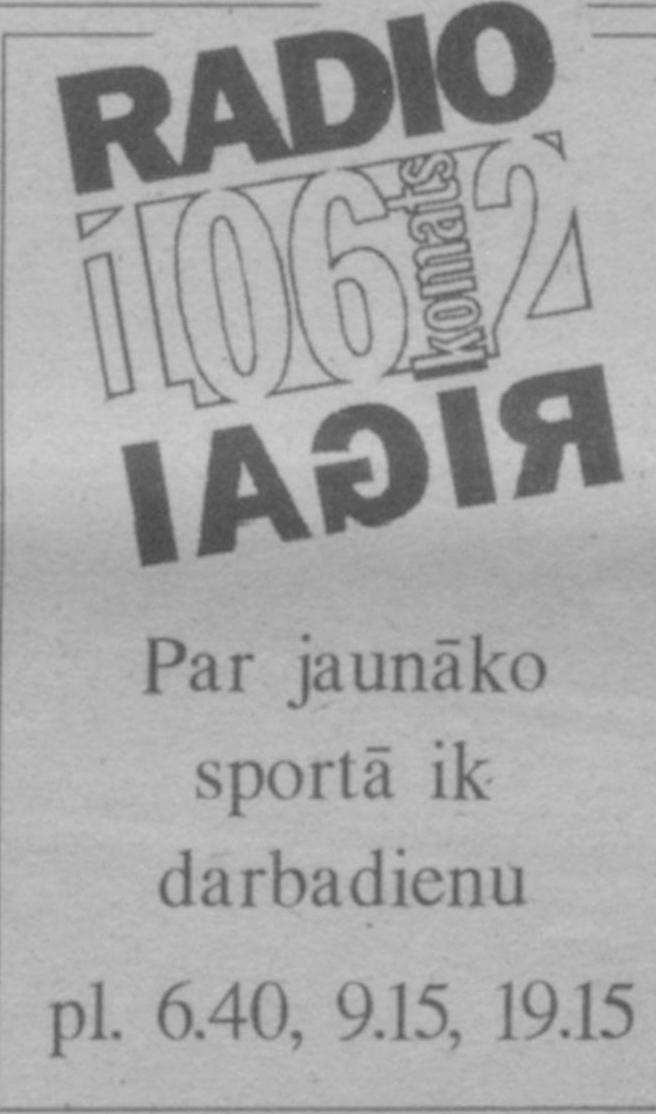 RADIO
106 komats 2
RIGAI
Par jaunāko
sportā ik
darbadienu
pl. 6.40, 9.15, 19.15